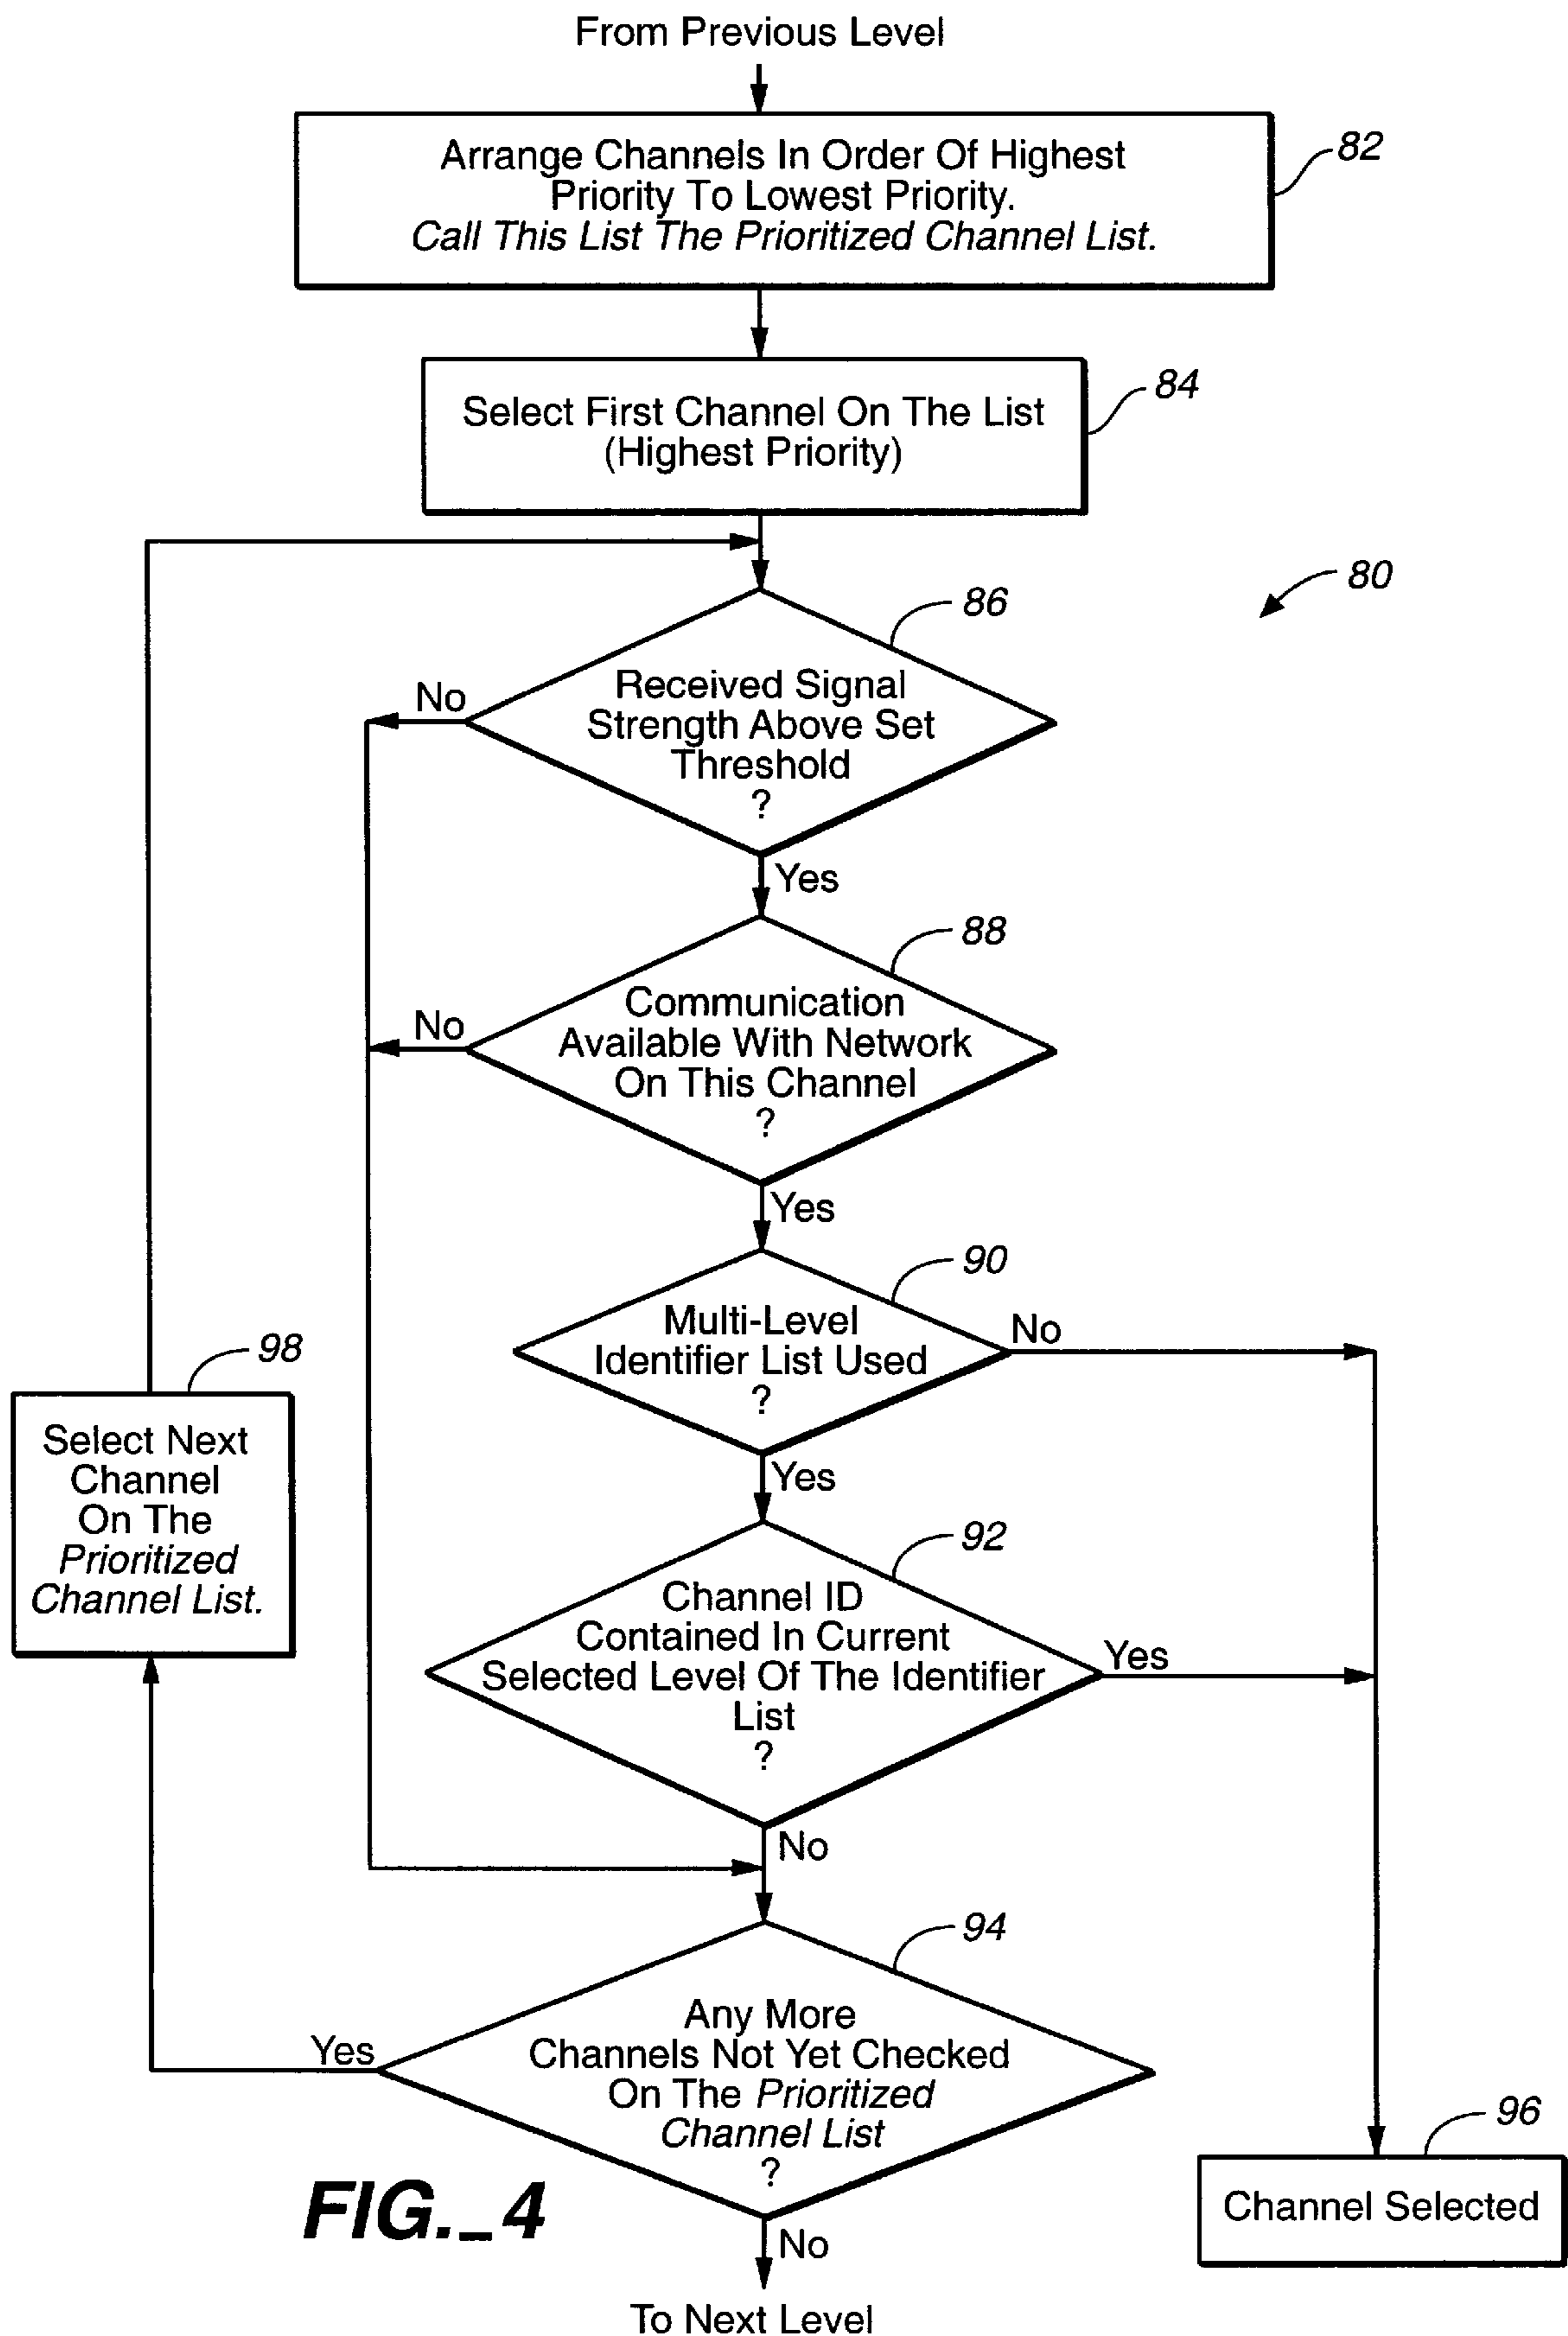 From Previous Level
Arrange Channels In Order Of Highest
Priority To Lowest Priority.
Call This List The Prioritized Channel List.
82
Select First Channel On The List
(Highest Priority)
84
80
86
Received Signal
Strength Above Set
Threshold
?
No
Yes
88
Communication
Available With Network
On This Channel
?
No
Yes
90
Multi-Level
Identifier List Used
?
No
Yes
98
Select Next
Channel
On The
Prioritized
Channel List.
92
Channel ID
Contained In Current
Selected Level Of The Identifier
List
?
Yes
No
94
Any More
Channels Not Yet Checked
On The Prioritized
Channel List
?
Yes
No
96
Channel Selected
FIG._4
To Next Level